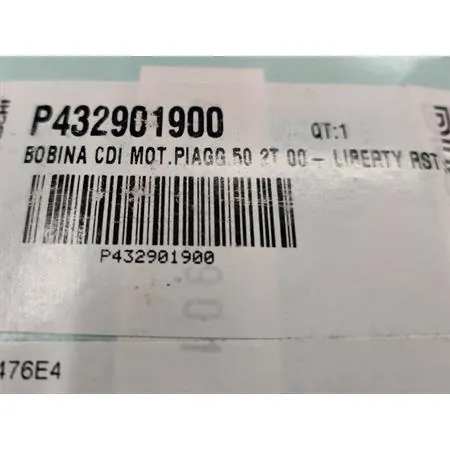 P432901900 QT:1
BOBINA CDI MOT.PIAGG.50 2T 00- LIBERTY RST
P432901900
476E4